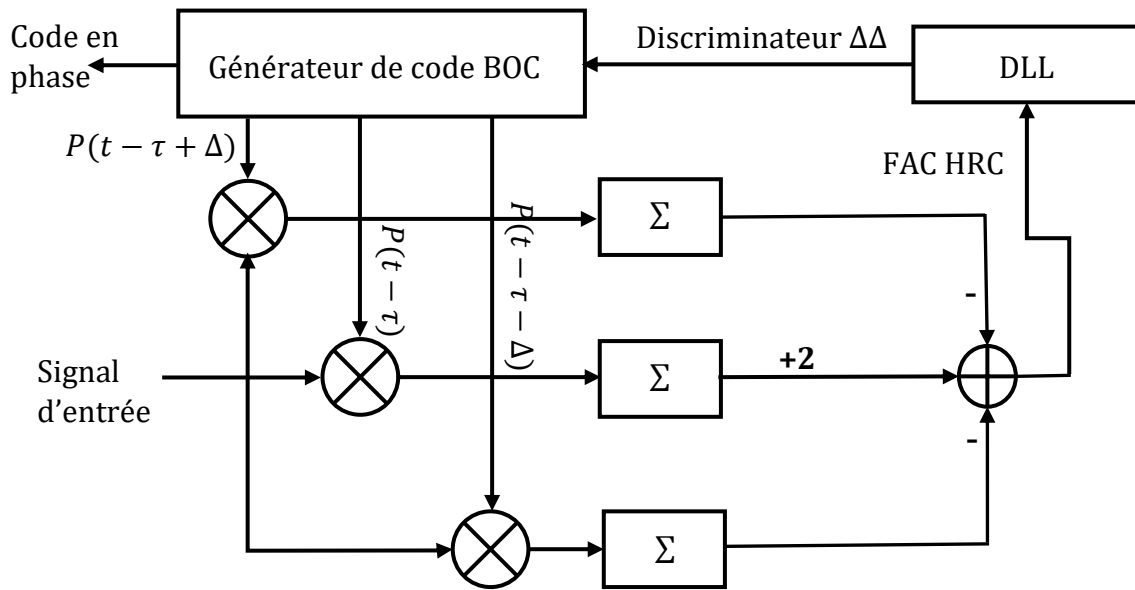 Code en
phase
Générateur de code BOC
Discriminateur ΔΔ
DLL
P(t − τ + Δ)
FAC HRC
P(t − τ)
P(t − τ − Δ)
Σ
-
Signal
d'entrée
Σ
+2
-
Σ